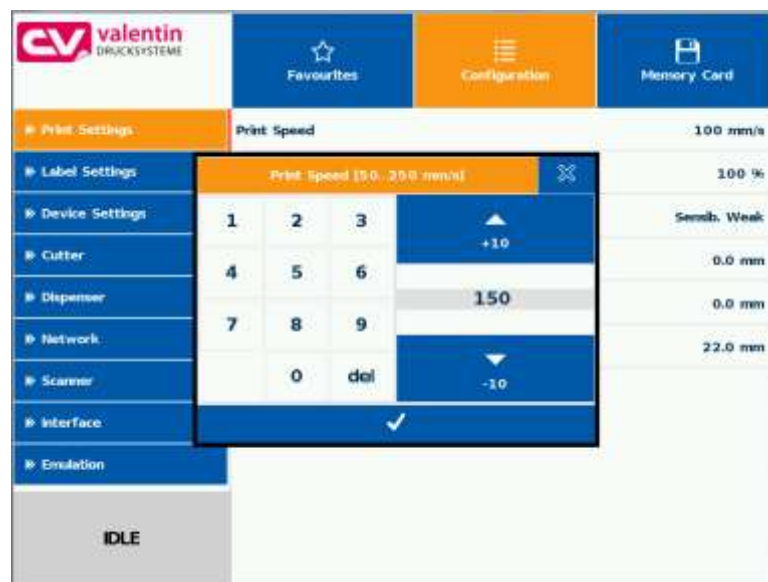 CV valentin
DRUCKSYSTEME
Favourites
Configuration
Memory Card
Print Settings
Print Speed
100 mm/s
Label Settings
100 %
Device Settings
Sensib. Weak
Cutter
0.0 mm
Dispenser
0.0 mm
Network
22.0 mm
Scanner
Interface
Emulation
IDLE
Print Speed [50..250 mm/s]
1 2 3
+10
4 5 6
150
7 8 9
0 del
-10